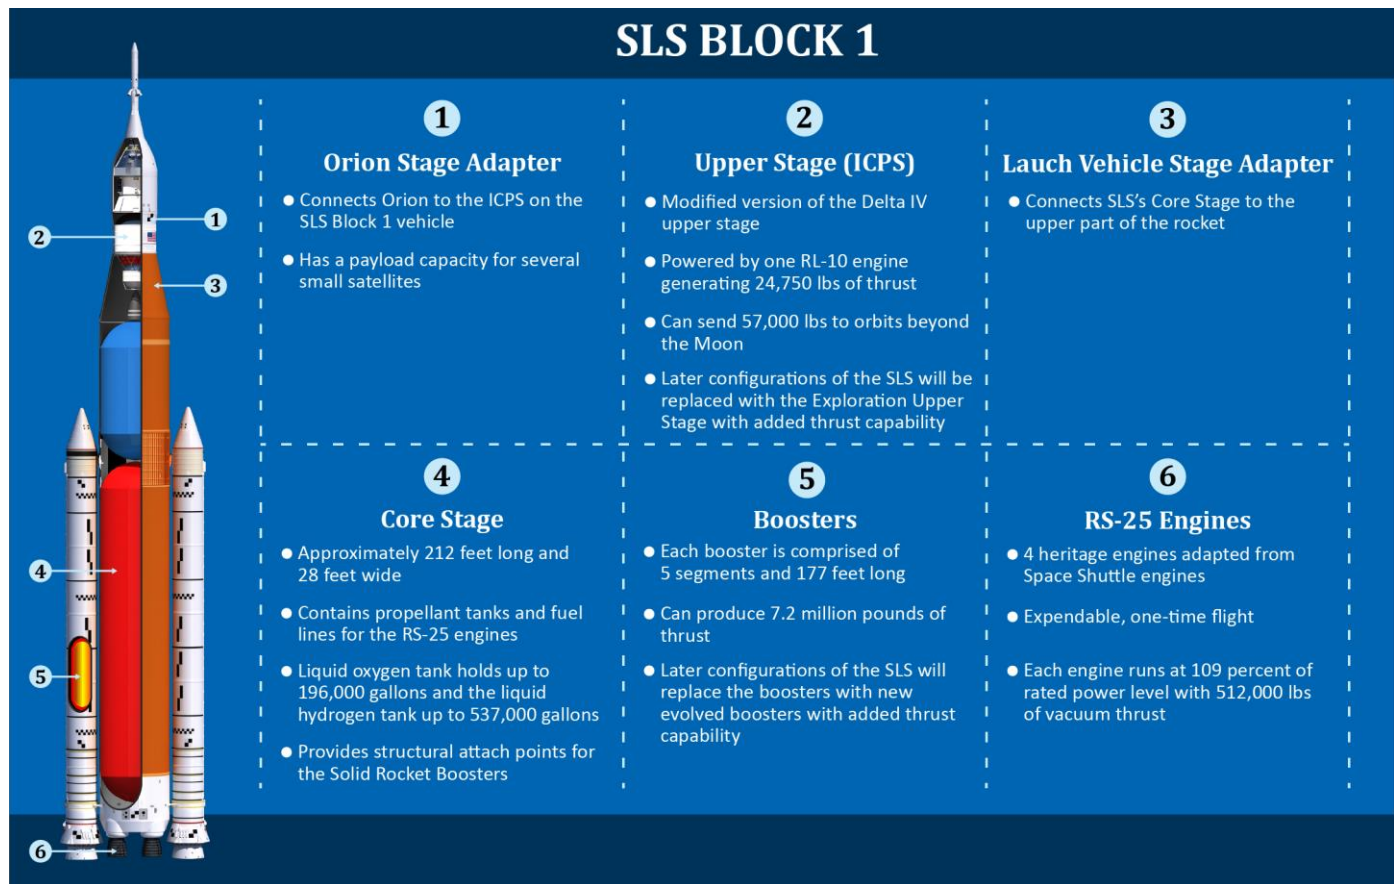 SLS BLOCK 1
1
2
3
4
5
6
1
Orion Stage Adapter
● Connects Orion to the ICPS on the
SLS Block 1 vehicle
● Has a payload capacity for several
small satellites
2
Upper Stage (ICPS)
● Modified version of the Delta IV
upper stage
● Powered by one RL-10 engine
generating 24,750 lbs of thrust
● Can send 57,000 lbs to orbits beyond
the Moon
● Later configurations of the SLS will be
replaced with the Exploration Upper
Stage with added thrust capability
3
Lauch Vehicle Stage Adapter
● Connects SLS's Core Stage to the
upper part of the rocket
4
Core Stage
● Approximately 212 feet long and
28 feet wide
● Contains propellant tanks and fuel
lines for the RS-25 engines
● Liquid oxygen tank holds up to
196,000 gallons and the liquid
hydrogen tank up to 537,000 gallons
● Provides structural attach points for
the Solid Rocket Boosters
5
Boosters
● Each booster is comprised of
5 segments and 177 feet long
● Can produce 7.2 million pounds of
thrust
● Later configurations of the SLS will
replace the boosters with new
evolved boosters with added thrust
capability
6
RS-25 Engines
● 4 heritage engines adapted from
Space Shuttle engines
● Expendable, one-time flight
● Each engine runs at 109 percent of
rated power level with 512,000 lbs
of vacuum thrust